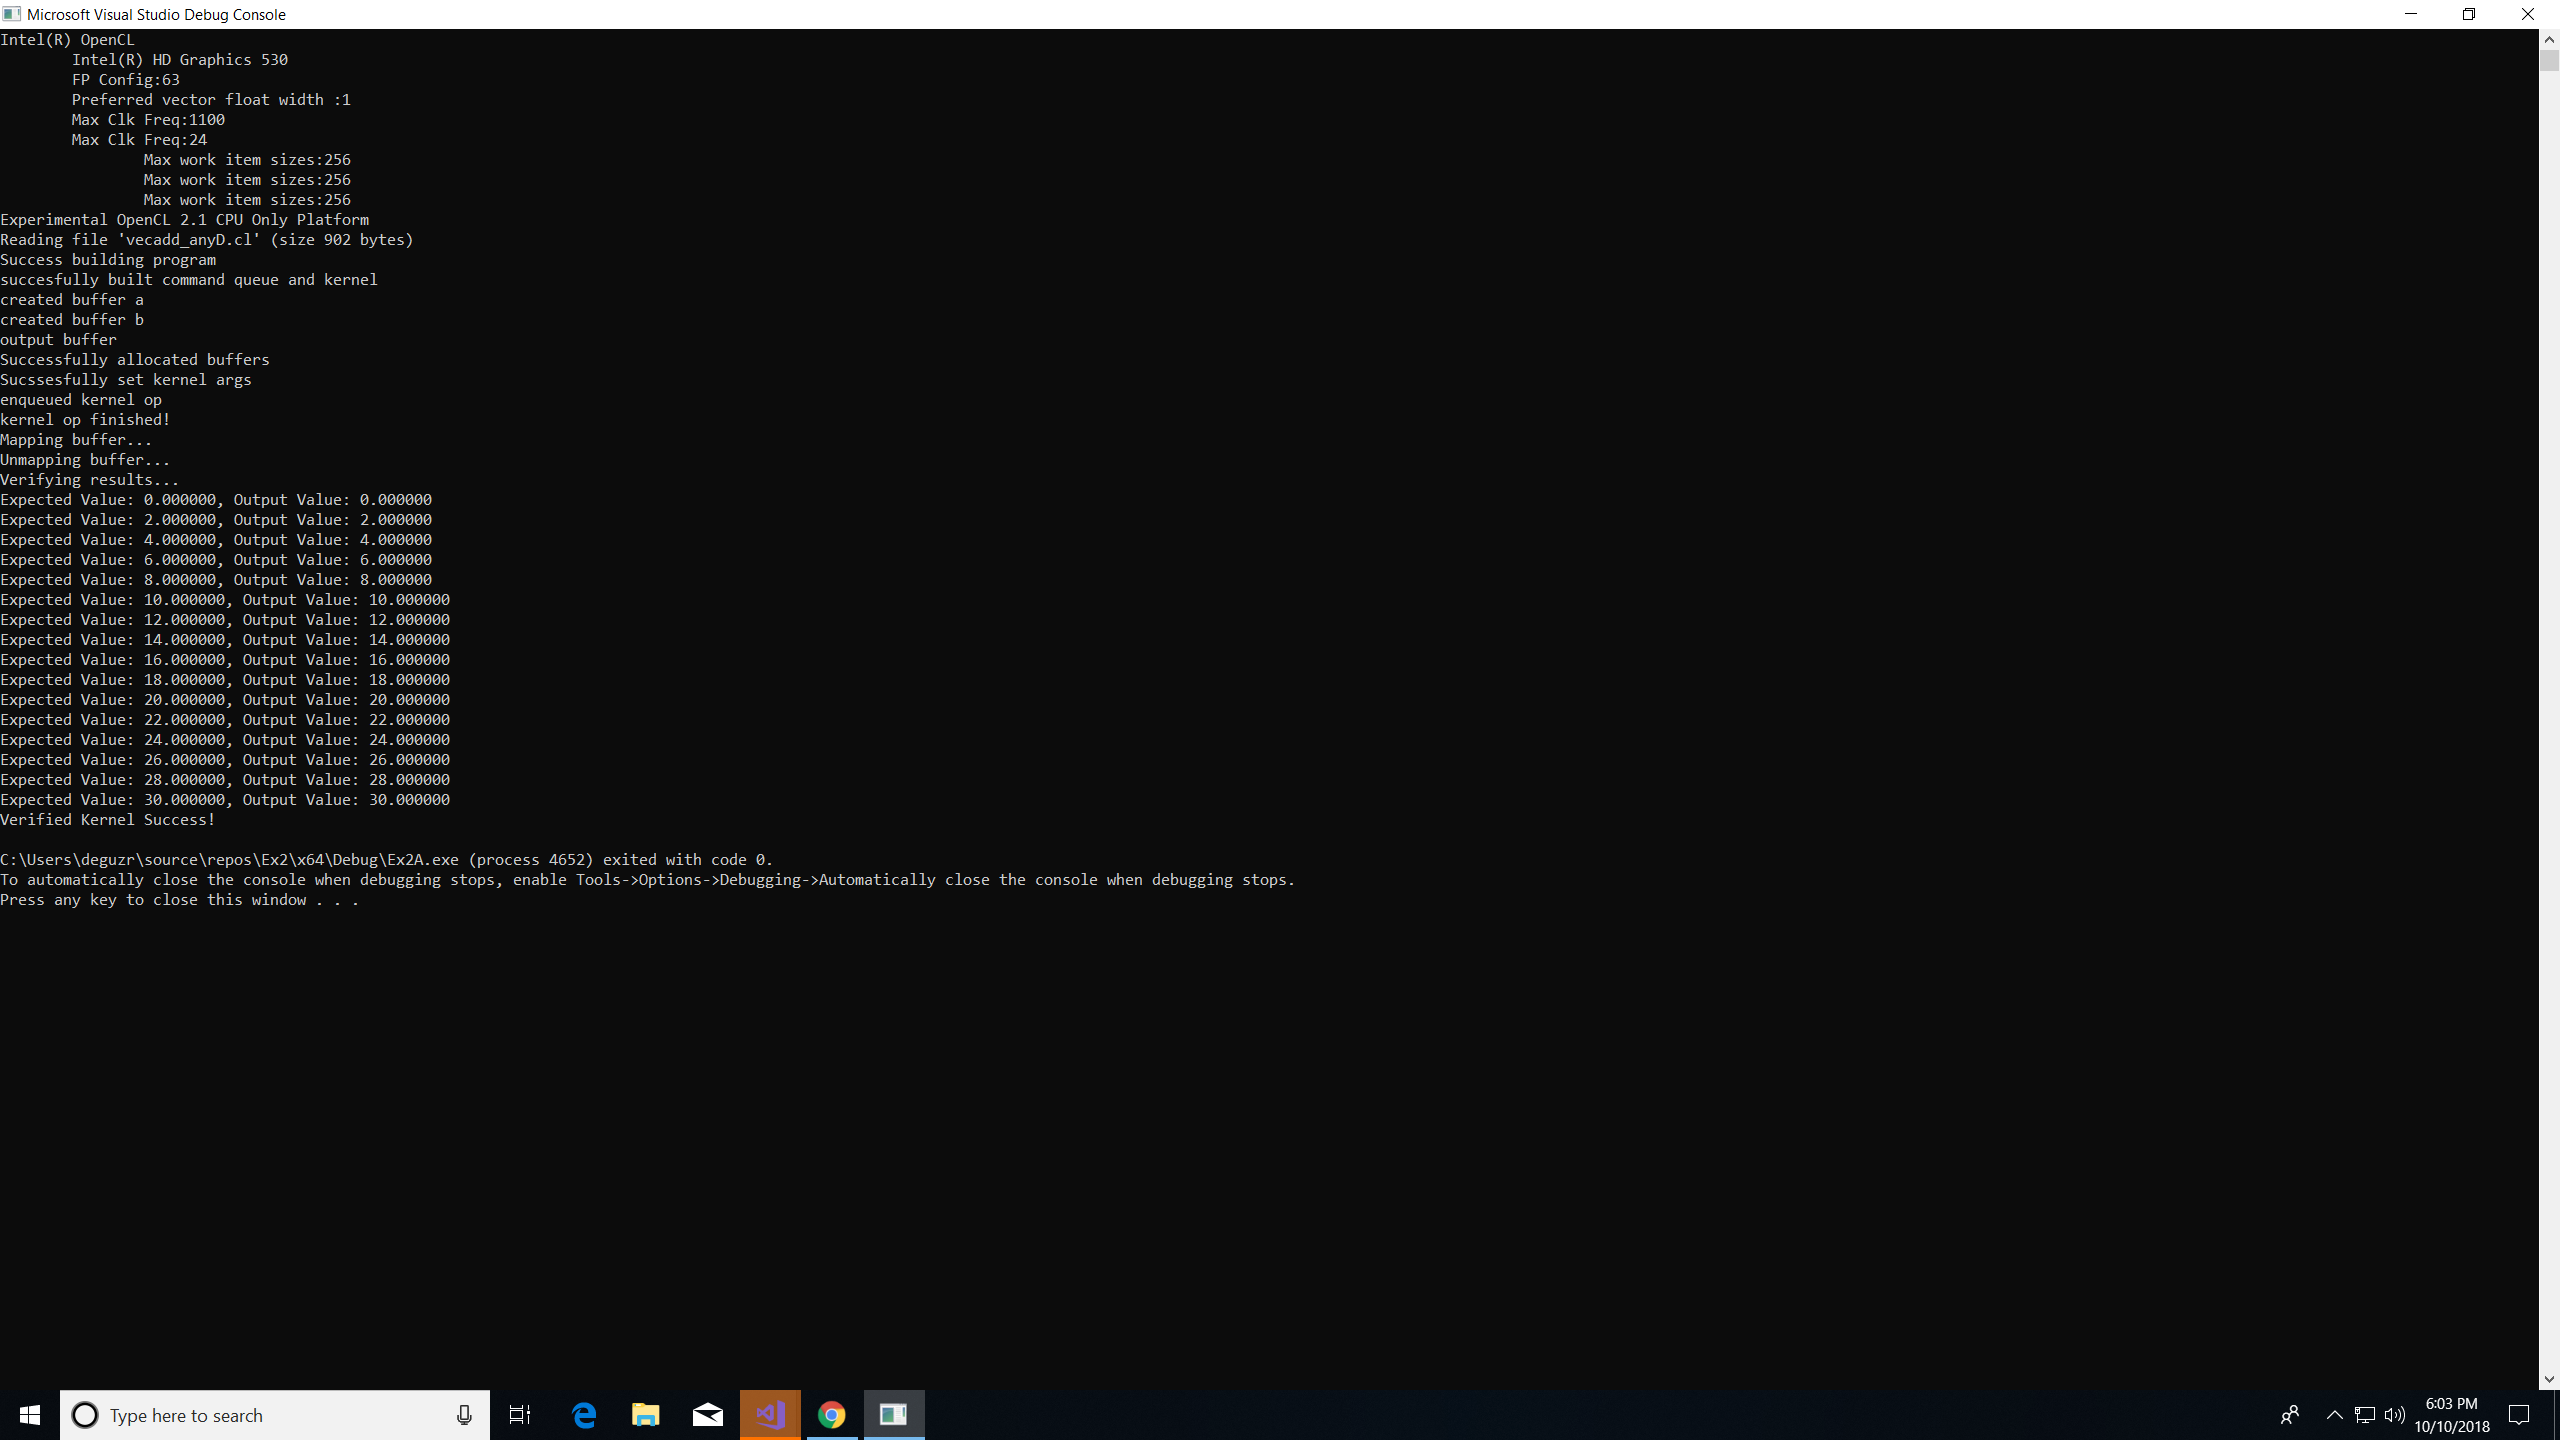 Microsoft Visual Studio Debug Console
Intel(R) OpenCL
Intel(R) HD Graphics 530
FP Config:63
Preferred vector float width :1
Max Clk Freq:1100
Max Clk Freq:24
Max work item sizes:256
Max work item sizes:256
Max work item sizes:256
Experimental OpenCL 2.1 CPU Only Platform
Reading file 'vecadd_anyD.cl' (size 902 bytes)
Success building program
succesfully built command queue and kernel
created buffer a
created buffer b
output buffer
Successfully allocated buffers
Sucssesfully set kernel args
enqueued kernel op
kernel op finished!
Mapping buffer...
Unmapping buffer...
Verifying results...
Expected Value: 0.000000, Output Value: 0.000000
Expected Value: 2.000000, Output Value: 2.000000
Expected Value: 4.000000, Output Value: 4.000000
Expected Value: 6.000000, Output Value: 6.000000
Expected Value: 8.000000, Output Value: 8.000000
Expected Value: 10.000000, Output Value: 10.000000
Expected Value: 12.000000, Output Value: 12.000000
Expected Value: 14.000000, Output Value: 14.000000
Expected Value: 16.000000, Output Value: 16.000000
Expected Value: 18.000000, Output Value: 18.000000
Expected Value: 20.000000, Output Value: 20.000000
Expected Value: 22.000000, Output Value: 22.000000
Expected Value: 24.000000, Output Value: 24.000000
Expected Value: 26.000000, Output Value: 26.000000
Expected Value: 28.000000, Output Value: 28.000000
Expected Value: 30.000000, Output Value: 30.000000
Verified Kernel Success!
C:\Users\deguzr\source\repos\Ex2\x64\Debug\Ex2A.exe (process 4652) exited with code 0.
To automatically close the console when debugging stops, enable Tools->Options->Debugging->Automatically close the console when debugging stops.
Press any key to close this window . . .
Type here to search
6:03 PM
10/10/2018